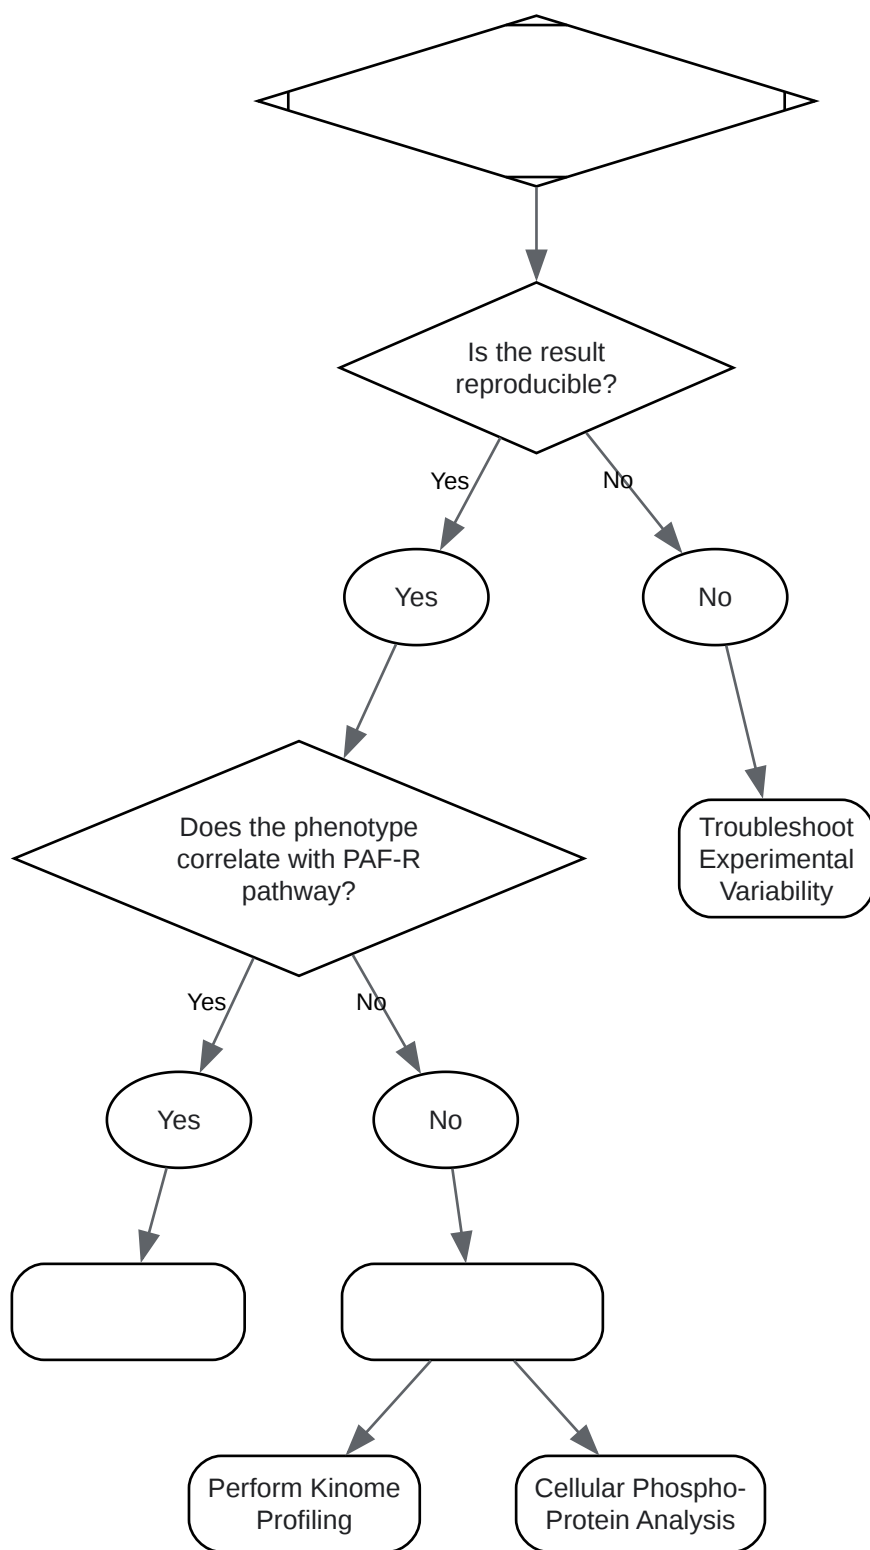 Is the result
reproducible?
Yes
No
Yes
No
Troubleshoot
Experimental
Variability
Does the phenotype
correlate with PAF-R
pathway?
Yes
No
Yes
No
Perform Kinome
Profiling
Cellular Phospho-
Protein Analysis